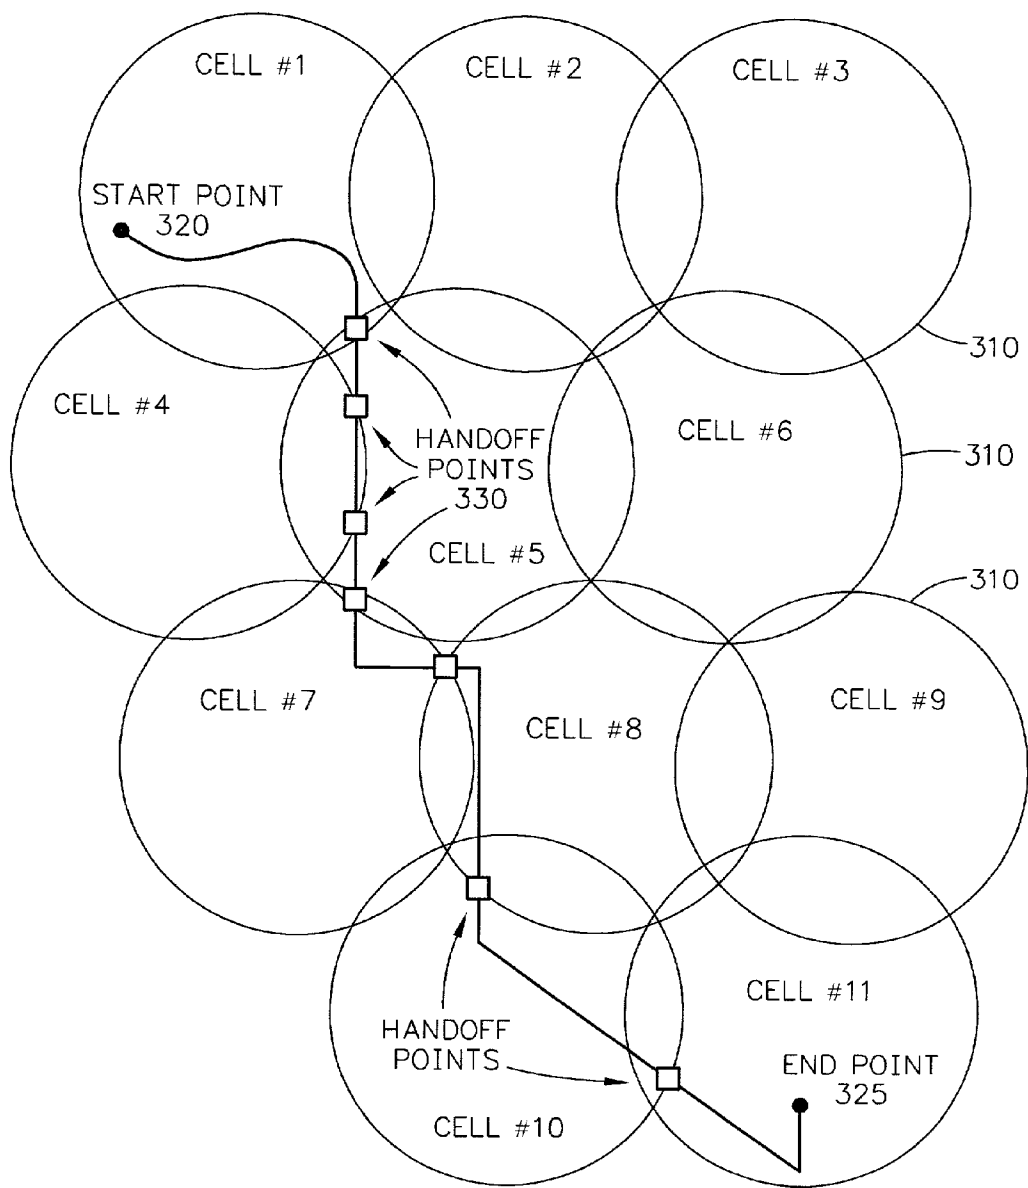 CELL #1
CELL #2
CELL #3
START POINT
320
310
CELL #4
CELL #6
HANDOFF
POINTS
330
310
CELL #5
310
CELL #7
CELL #8
CELL #9
CELL #11
HANDOFF
POINTS
END POINT
325
CELL #10